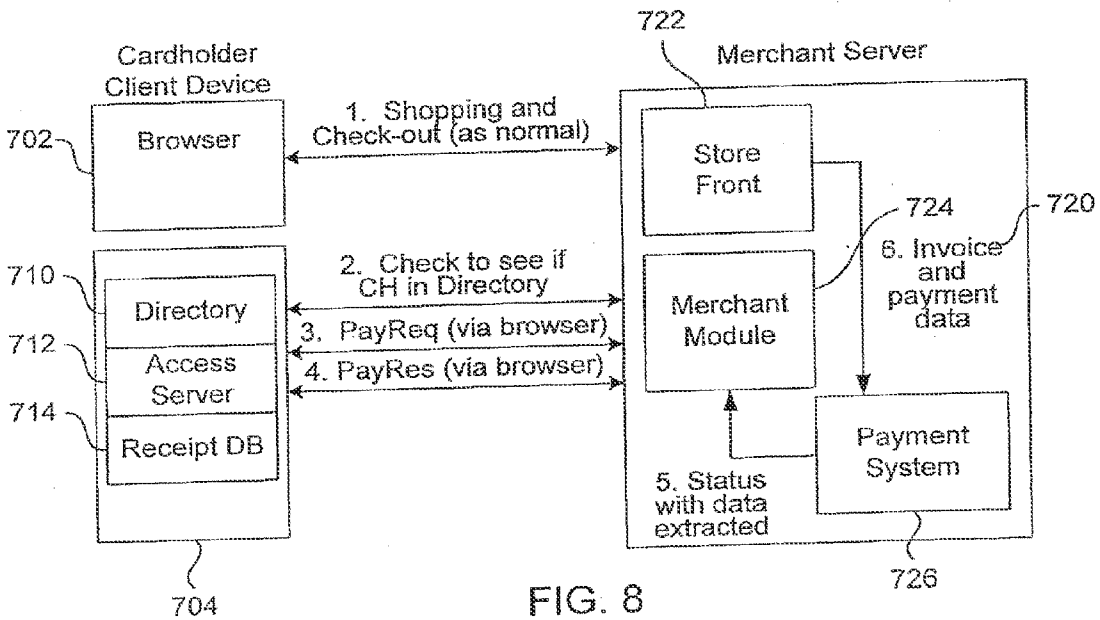 722
Cardholder
Client Device
Merchant Server
702
Browser
1. Shopping and
Check-out (as normal)
Store
Front
724
720
710
Directory
2. Check to see if
CH in Directory
Merchant
Module
6. Invoice
and
payment
data
712
Access
Server
3. PayReq (via browser)
4. PayRes (via browser)
714
Receipt DB
Payment
System
5. Status
with data
extracted
704
726
FIG. 8